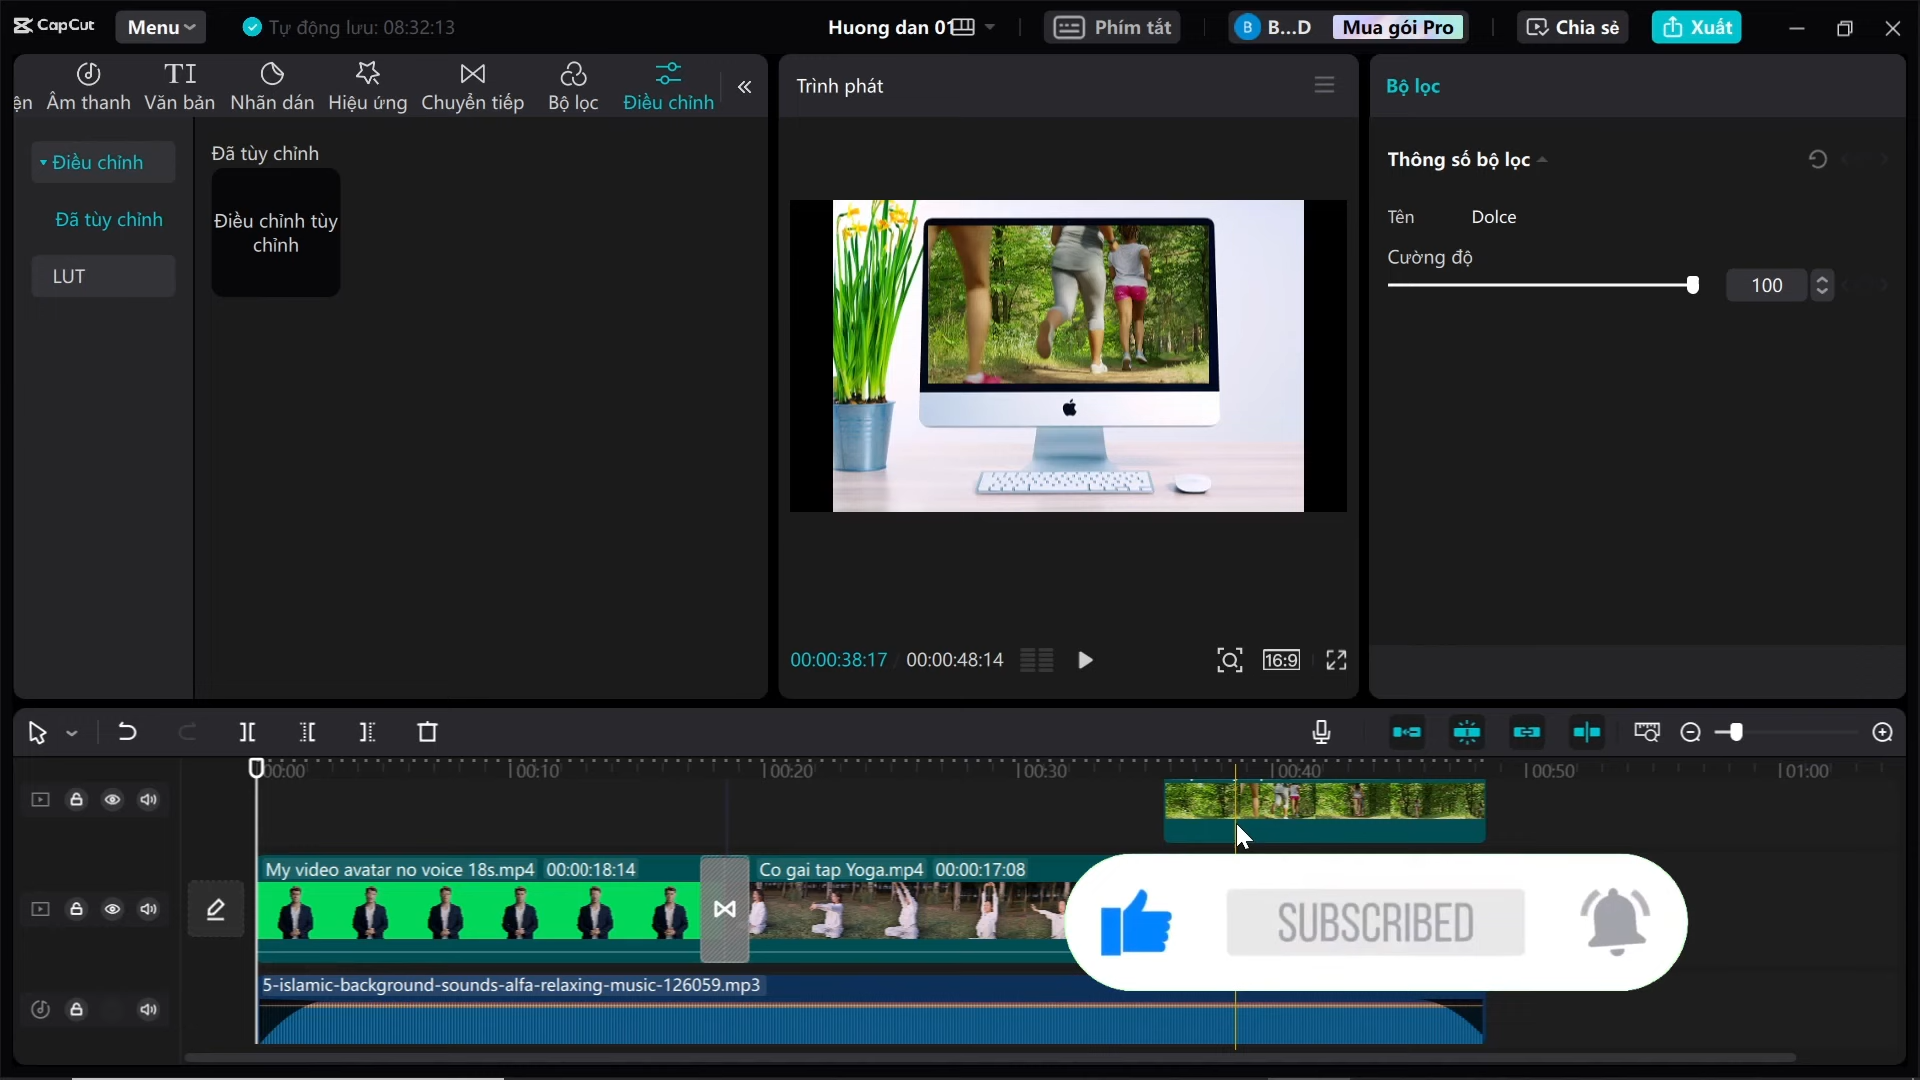 CapCut
Menu
Tự động lưu: 08:32:13
Huong dan 01
Phím tắt
B
B...D
Mua gói Pro
Chia sẻ
Xuất
ện
Âm thanh
Văn bản
Nhãn dán
Hiệu ứng
Chuyển tiếp
Bộ lọc
Điều chỉnh
Điều chỉnh
Đã tùy chỉnh
LUT
Đã tùy chỉnh
Điều chỉnh tùy
chỉnh
Trình phát
00:00:38:17
00:00:48:14
16:9
Bộ lọc
Thông số bộ lọc
Tên
Dolce
Cường độ
100
00:00
00:10
00:20
00:30
00:40
00:50
01:00
My video avatar no voice 18s.mp4 00:00:18:14
Co gai tap Yoga.mp4 00:00:17:08
SUBSCRIBED
5-islamic-background-sounds-alfa-relaxing-music-126059.mp3